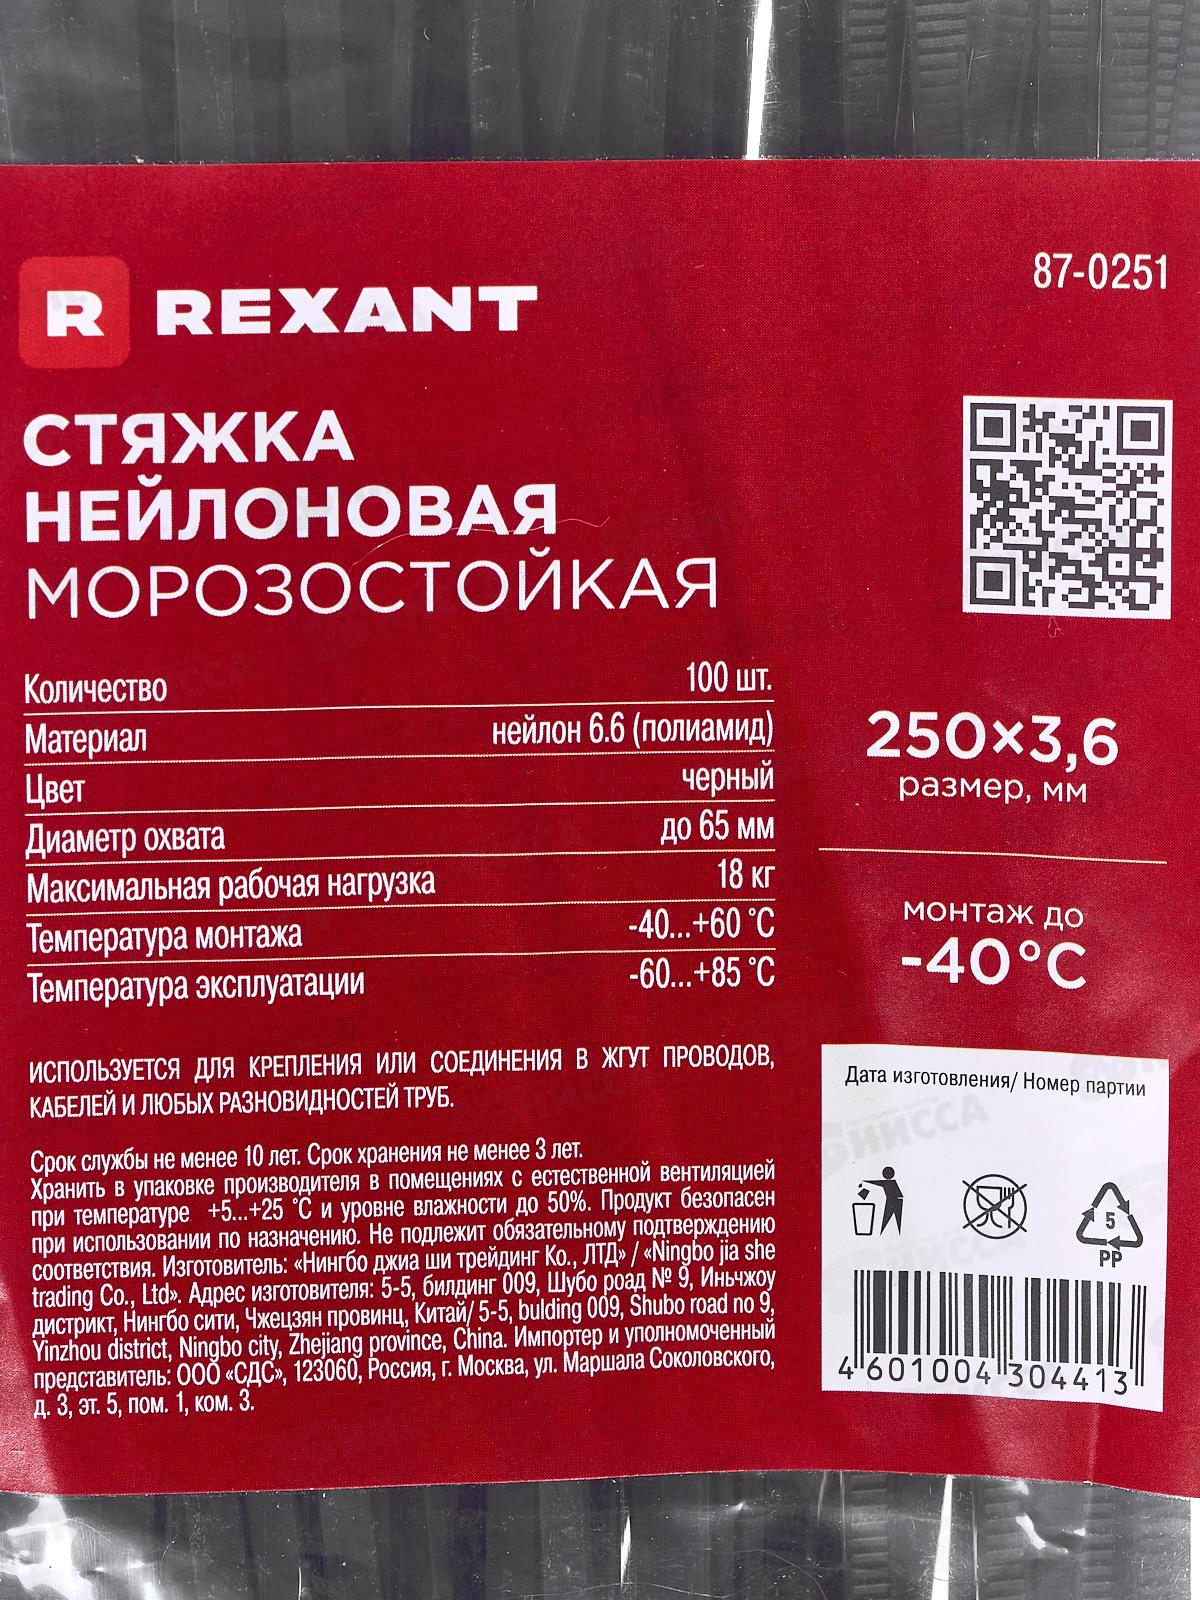 87-0251
R REXANT
СТЯЖКА
НЕЙЛОНОВАЯ
МОРОЗОСТОЙКАЯ
Количество 100 шт.
Материал нейлон 6.6 (полиамид)
Цвет черный
Диаметр охвата до 65 мм
Максимальная рабочая нагрузка 18 кг
Температура монтажа -40...+60 °С
Температура эксплуатации -60...+85 °С
250×3,6
размер, мм
монтаж до
-40°С
ИСПОЛЬЗУЕТСЯ ДЛЯ КРЕПЛЕНИЯ ИЛИ СОЕДИНЕНИЯ В ЖГУТ ПРОВОДОВ,
КАБЕЛЕЙ И ЛЮБЫХ РАЗНОВИДНОСТЕЙ ТРУБ.
Срок службы не менее 10 лет. Срок хранения не менее 3 лет.
Хранить в упаковке производителя в помещениях с естественной вентиляцией
при температуре +5...+25 °С и уровне влажности до 50%. Продукт безопасен
при использовании по назначению. Не подлежит обязательному подтверждению
соответствия. Изготовитель: «Нингбо джиа ши трейдинг Ко., ЛТД» / «Ningbo jia she
trading Co., Ltd». Адрес изготовителя: 5-5, билдинг 009, Шубо роад № 9, Иньчжоу
дистрикт, Нингбо сити, Чжецзян провинц, Китай/ 5-5, bulding 009, Shubo road no 9,
Yinzhou district, Ningbo city, Zhejiang province, China. Импортер и уполномоченный
представитель: ООО «СДС», 123060, Россия, г. Москва, ул. Маршала Соколовского,
д. 3, эт. 5, пом. 1, ком. 3.
Дата изготовления/ Номер партии
5
PP
4 601004 304413